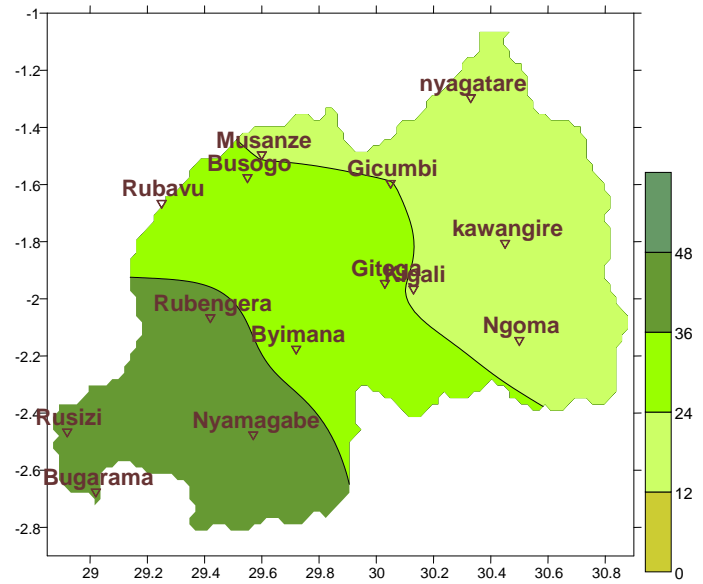 -1
-1.2
nyagatare
-1.4
Musanze
Busogo
Gicumbi
-1.6
Rubavu
kawangire
-1.8
48
Gitega
Kigali
-2
Rubengera
Byimana
Ngoma
36
-2.2
-2.4
Rusizi
Nyamagabe
24
-2.6
Bugarama
12
-2.8
0
29
29.2
29.4
29.6
29.8
30
30.2
30.4
30.6
30.8